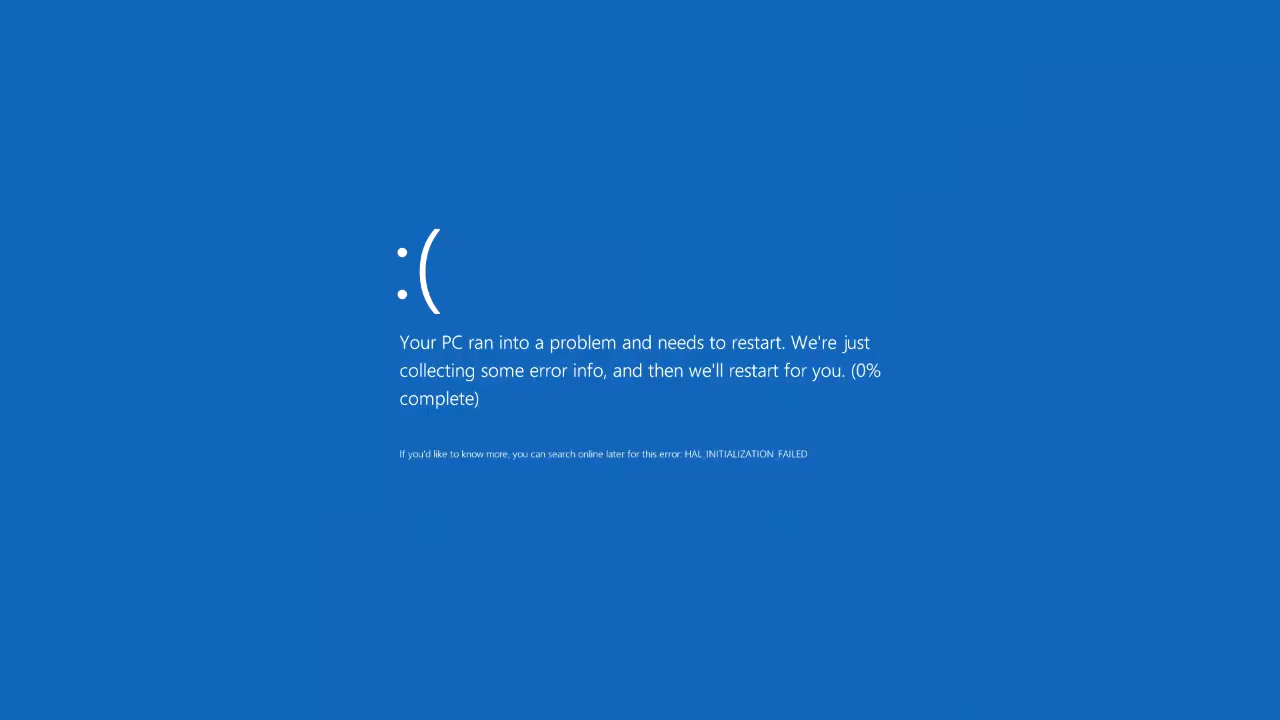 :(
Your PC ran into a problem and needs to restart. We're just
collecting some error info, and then we'll restart for you. (0%
complete)
If you'd like to know more, you can search online later for this error: HAL_INITIALIZATION_FAILED